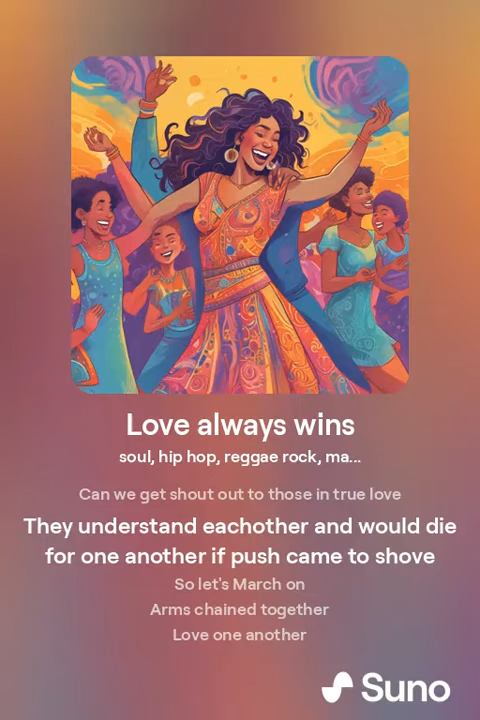 Love always wins
soul, hip hop, reggae rock, ma...
Can we get shout out to those in true love
They understand eachother and would die
for one another if push came to shove
So let's March on
Arms chained together
Love one another
Suno